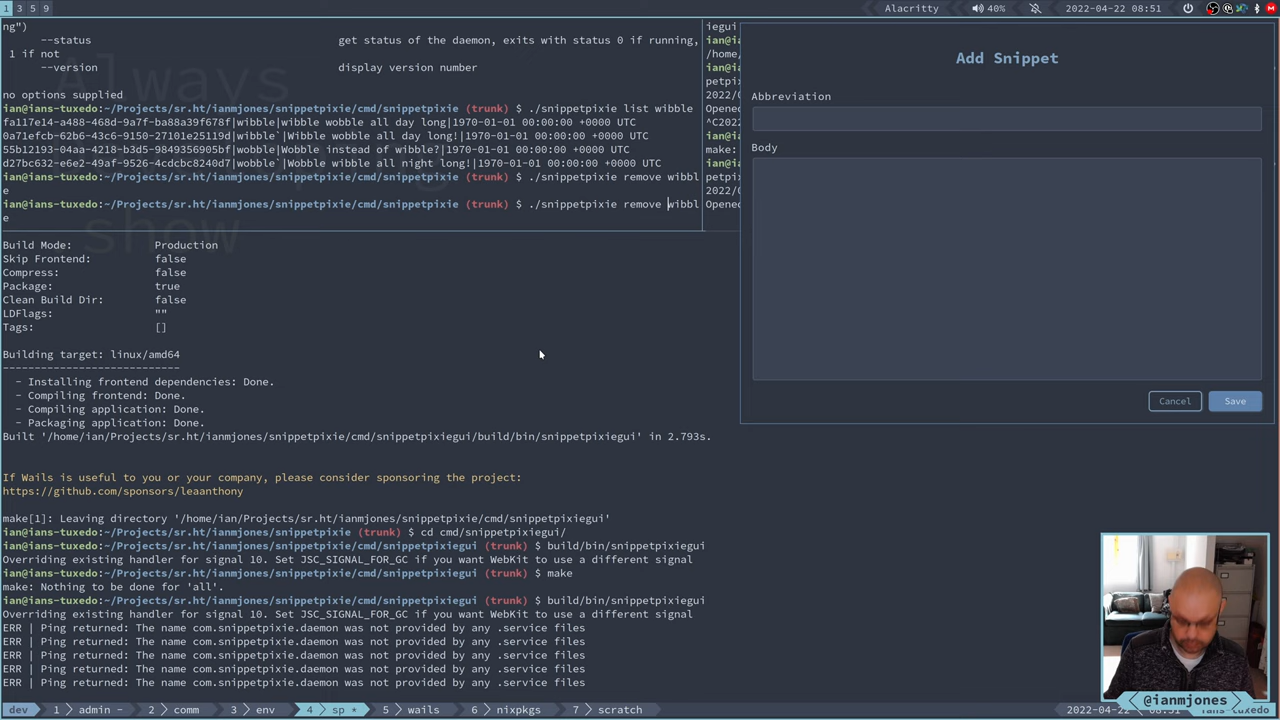 1 3 5 9
Alacritty
40%
2022-04-22 08:51
ng")
--status get status of the daemon, exits with status 0 if running,
1 if not
--version display version number
no options supplied
ian@ians-tuxedo:~/Projects/sr.ht/ianmjones/snippetpixie/cmd/snippetpixie (trunk) $ ./snippetpixie list wibble
fa117e14-a488-468d-9a7f-ba88a39f678f|wibble|wibble wobble all day long|1970-01-01 00:00:00 +0000 UTC
0a71efcb-62b6-43c6-9150-27101e25119d|wibble`|Wibble wobble all day long!|1970-01-01 00:00:00 +0000 UTC
55b12193-04aa-4218-b3d5-9849356905bf|wobble|Wobble instead of wibble?|1970-01-01 00:00:00 +0000 UTC
d27bc632-e6e2-49af-9526-4cdcbc8240d7|wobble`|Wobble wibble all night long!|1970-01-01 00:00:00 +0000 UTC
ian@ians-tuxedo:~/Projects/sr.ht/ianmjones/snippetpixie/cmd/snippetpixie (trunk) $ ./snippetpixie remove wibbl
e
ian@ians-tuxedo:~/Projects/sr.ht/ianmjones/snippetpixie/cmd/snippetpixie (trunk) $ ./snippetpixie remove wibbl
e
iegui
/home/
ian@ia
petpix
2022/0
Opened
^C2022
ian@ia
make:
ian@ia
petpix
2022/0
Opened
Always
show
Add Snippet
Abbreviation
Body
Cancel
Save
Build Mode: Production
Skip Frontend: false
Compress: false
Package: true
Clean Build Dir: false
LDFlags: ""
Tags: []
Building target: linux/amd64
---------------------------
- Installing frontend dependencies: Done.
- Compiling frontend: Done.
- Compiling application: Done.
- Packaging application: Done.
Built '/home/ian/Projects/sr.ht/ianmjones/snippetpixie/cmd/snippetpixiegui/build/bin/snippetpixiegui' in 2.793s.
If Wails is useful to you or your company, please consider sponsoring the project:
https://github.com/sponsors/leaanthony
make[1]: Leaving directory '/home/ian/Projects/sr.ht/ianmjones/snippetpixie/cmd/snippetpixiegui'
ian@ians-tuxedo:~/Projects/sr.ht/ianmjones/snippetpixie (trunk) $ cd cmd/snippetpixiegui/
ian@ians-tuxedo:~/Projects/sr.ht/ianmjones/snippetpixie/cmd/snippetpixiegui (trunk) $ build/bin/snippetpixiegui
Overriding existing handler for signal 10. Set JSC_SIGNAL_FOR_GC if you want WebKit to use a different signal
ian@ians-tuxedo:~/Projects/sr.ht/ianmjones/snippetpixie/cmd/snippetpixiegui (trunk) $ make
make: Nothing to be done for 'all'.
ian@ians-tuxedo:~/Projects/sr.ht/ianmjones/snippetpixie/cmd/snippetpixiegui (trunk) $ build/bin/snippetpixiegui
Overriding existing handler for signal 10. Set JSC_SIGNAL_FOR_GC if you want WebKit to use a different signal
ERR | Ping returned: The name com.snippetpixie.daemon was not provided by any .service files
ERR | Ping returned: The name com.snippetpixie.daemon was not provided by any .service files
ERR | Ping returned: The name com.snippetpixie.daemon was not provided by any .service files
ERR | Ping returned: The name com.snippetpixie.daemon was not provided by any .service files
ERR | Ping returned: The name com.snippetpixie.daemon was not provided by any .service files
@ianmjones
dev 1 admin - 2 comm 3 env 4 sp * 5 wails 6 nixpkgs 7 scratch 2022-04-22 tuxedo